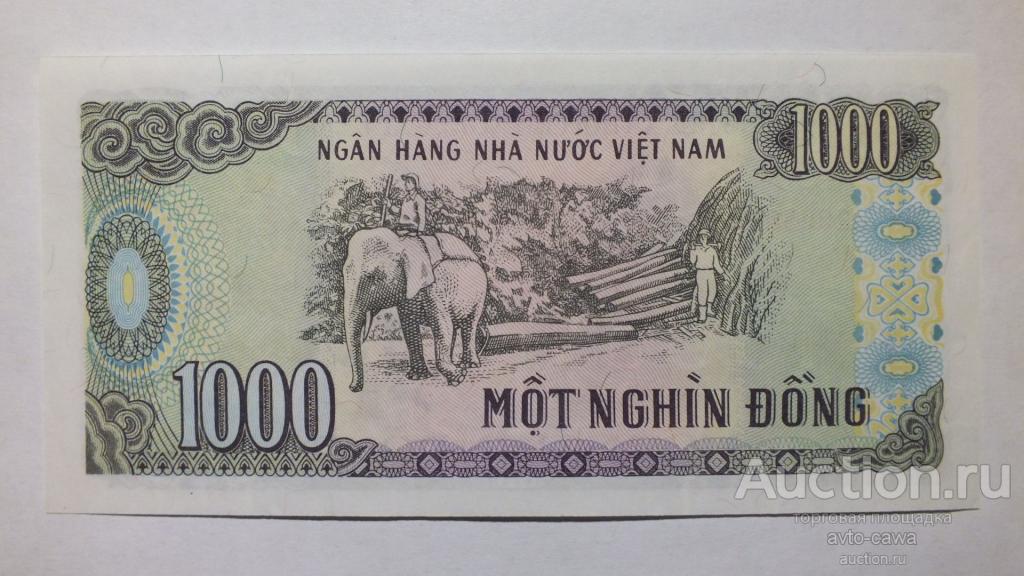 NGÂN HÀNG NHÀ NƯỚC VIỆT NAM
1000
1000
MỘT NGHÌN ĐỒNG
Auction.ru
торговая площадка
avto-cawa
auction.ru